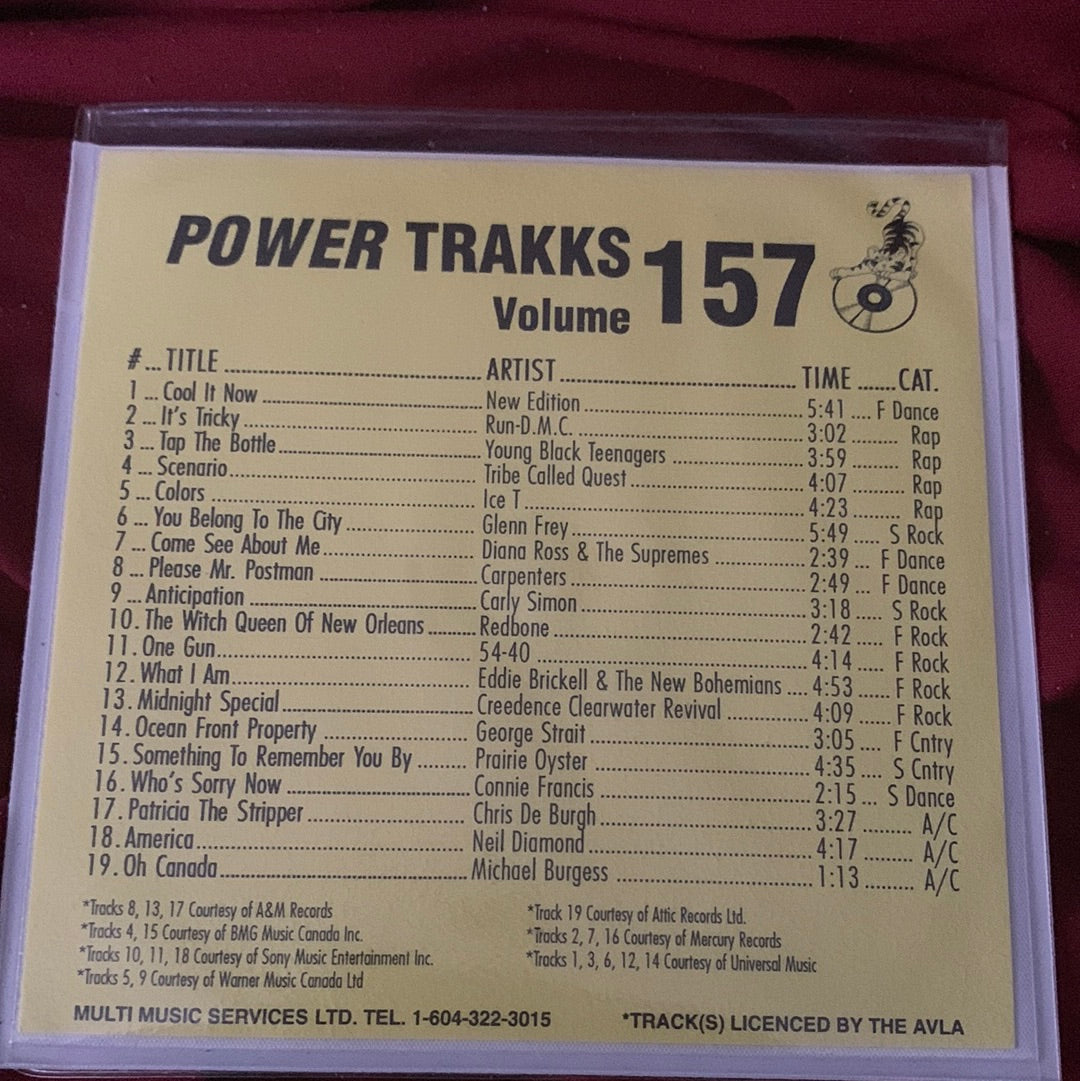 POWER TRAKKS Volume 157
#...TITLE ARTIST TIME CAT.
1 ... Cool It Now New Edition 5:41 F Dance
2 ... It's Tricky Run-D.M.C. 3:02 Rap
3 ... Tap The Bottle Young Black Teenagers 3:59 Rap
4 ... Scenario Tribe Called Quest 4:07 Rap
5 ... Colors Ice T 4:23 Rap
6 ... You Belong To The City Glenn Frey 5:49 S Rock
7 ... Come See About Me Diana Ross & The Supremes 2:39 F Dance
8 ... Please Mr. Postman Carpenters 2:49 F Dance
9 ... Anticipation Carly Simon 3:18 S Rock
10. The Witch Queen Of New Orleans Redbone 2:42 F Rock
11. One Gun 54-40 4:14 F Rock
12. What I Am Eddie Brickell & The New Bohemians 4:53 F Rock
13. Midnight Special Creedence Clearwater Revival 4:09 F Rock
14. Ocean Front Property George Strait 3:05 F Cntry
15. Something To Remember You By Prairie Oyster 4:35 S Cntry
16. Who's Sorry Now Connie Francis 2:15 S Dance
17. Patricia The Stripper Chris De Burgh 3:27 A/C
18. America Neil Diamond 4:17 A/C
19. Oh Canada Michael Burgess 1:13 A/C
*Tracks 8, 13, 17 Courtesy of A&M Records
*Tracks 4, 15 Courtesy of BMG Music Canada Inc.
*Tracks 10, 11, 18 Courtesy of Sony Music Entertainment Inc.
*Tracks 5, 9 Courtesy of Warner Music Canada Ltd
*Track 19 Courtesy of Attic Records Ltd.
*Tracks 2, 7, 16 Courtesy of Mercury Records
*Tracks 1, 3, 6, 12, 14 Courtesy of Universal Music
MULTI MUSIC SERVICES LTD. TEL. 1-604-322-3015 *TRACK(S) LICENCED BY THE AVLA